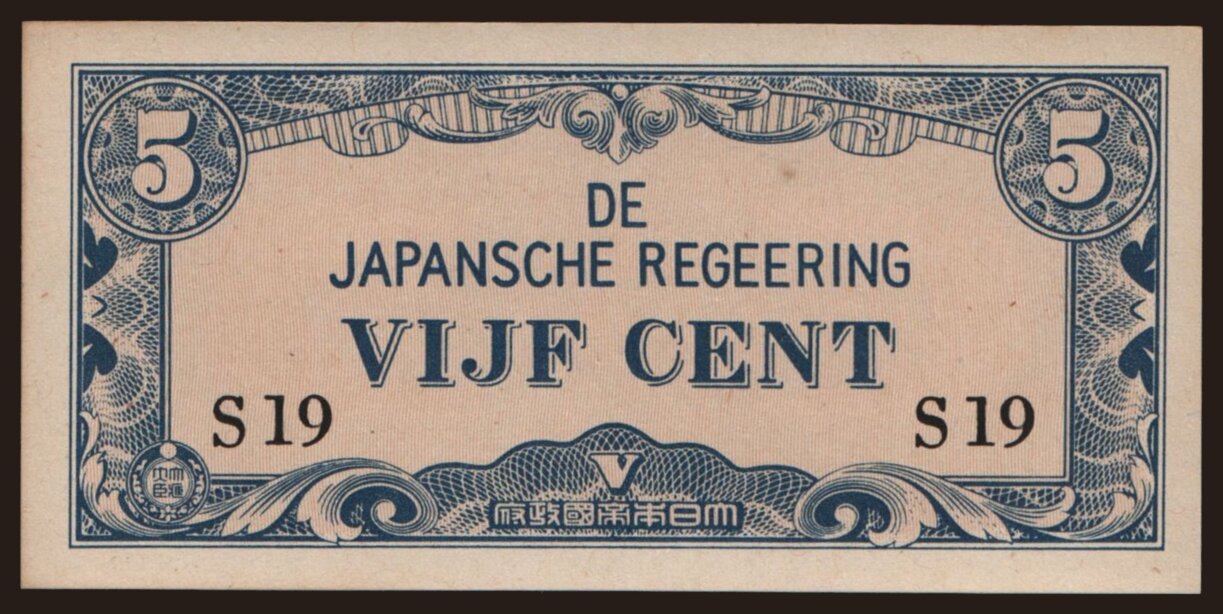 5 5
DE
JAPANSCHE REGEERING
VIJF CENT
S 19 S 19
V
府政國帝本日大